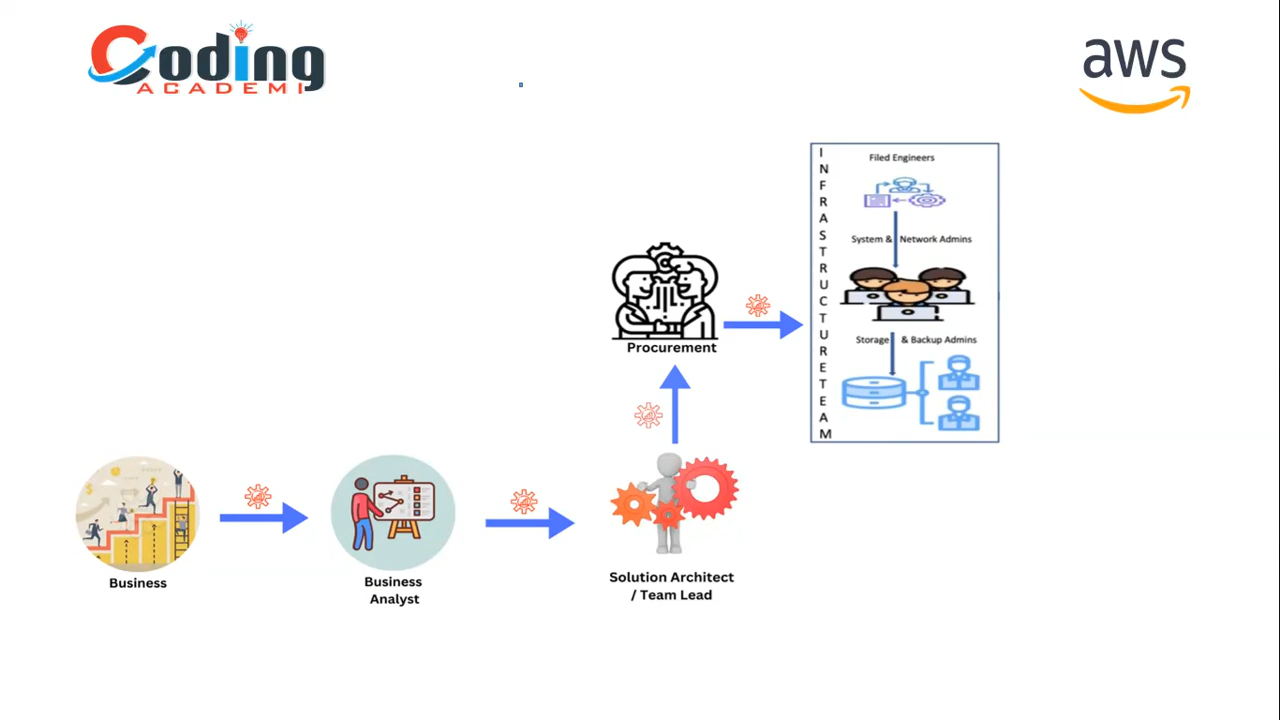 Coding
ACADEMI
aws
INFRASTRUCTURETEAM
Filed Engineers
System & Network Admins
Storage & Backup Admins
Procurement
Business
Business
Analyst
Solution Architect
/ Team Lead